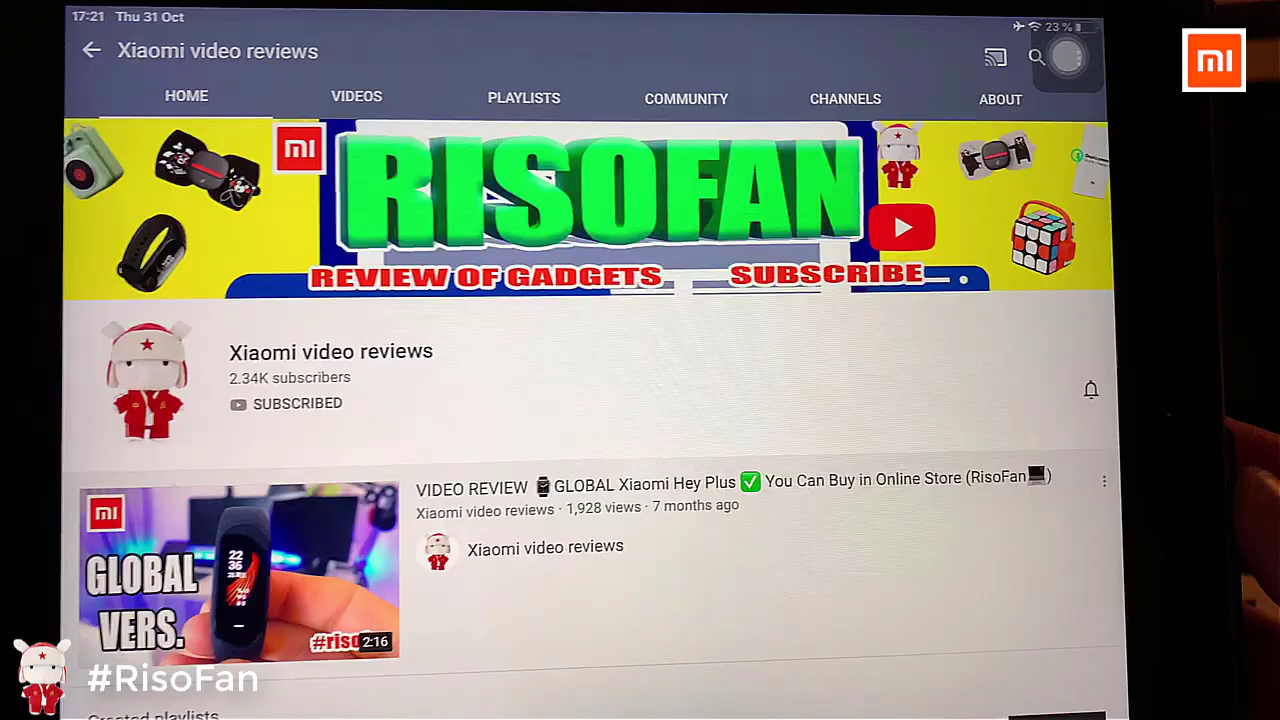 17:21 Thu 31 Oct
23 %
Xiaomi video reviews
HOME VIDEOS PLAYLISTS COMMUNITY CHANNELS ABOUT
mi
mi
RISOFAN
REVIEW OF GADGETS SUBSCRIBE
Xiaomi video reviews
2.34K subscribers
SUBSCRIBED
VIDEO REVIEW ⌚GLOBAL Xiaomi Hey Plus ✅ You Can Buy in Online Store (RisoFan💻)
Xiaomi video reviews · 1,928 views · 7 months ago
Xiaomi video reviews
mi
22
36
GLOBAL
VERS.
#riso
2:16
#RisoFan
Created playlists